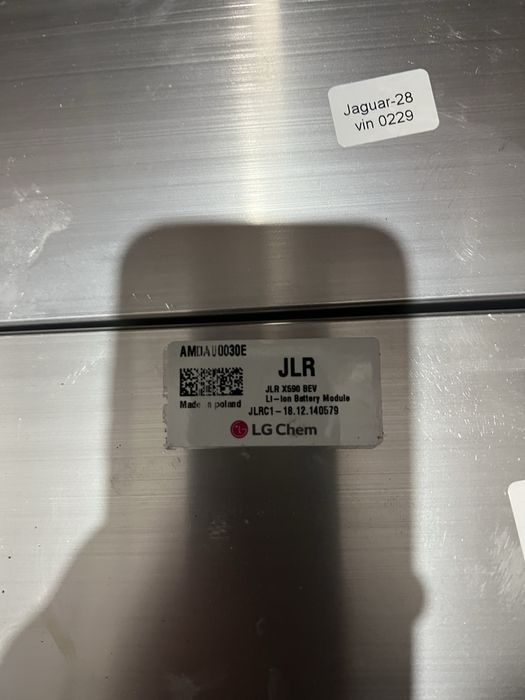 Jaguar-28
vin 0229
AMDAU0030E
JLR
JLR X590 BEV
Li-Ion Battery Module
Made in poland
JLRC1-18.12.140579
LG Chem